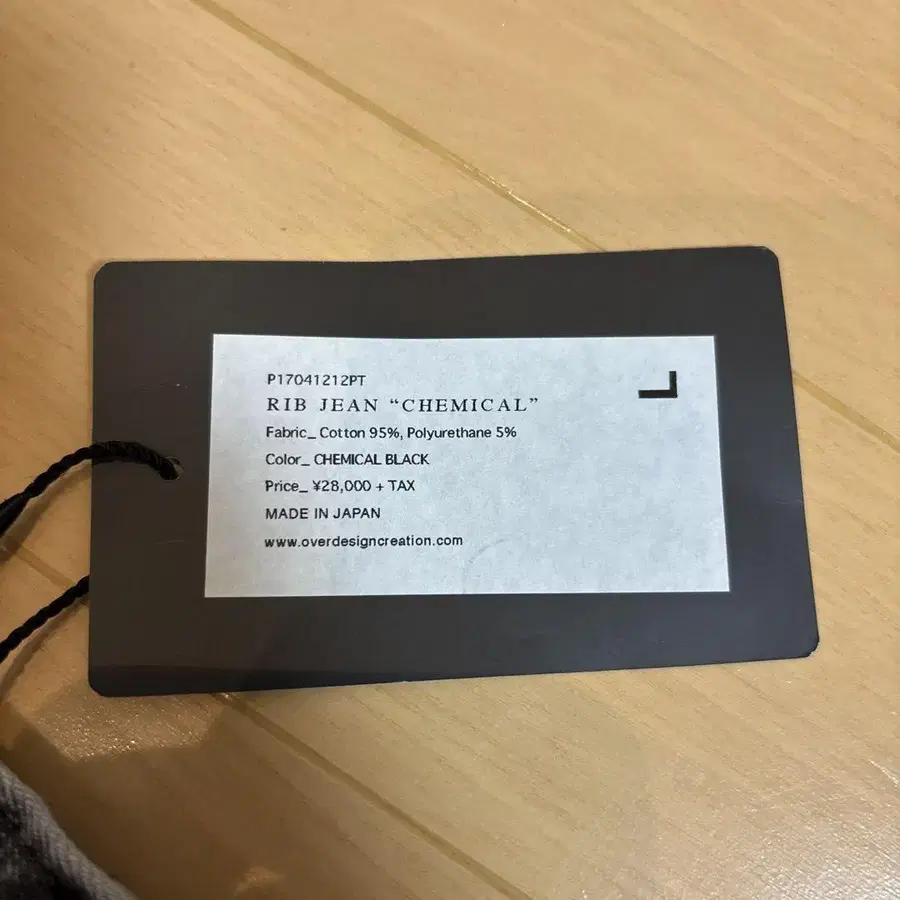 P17041212PT
RIB JEAN “CHEMICAL”
Fabric_ Cotton 95%, Polyurethane 5%
Color_ CHEMICAL BLACK
Price_ ¥28,000 + TAX
MADE IN JAPAN
www.overdesigncreation.com